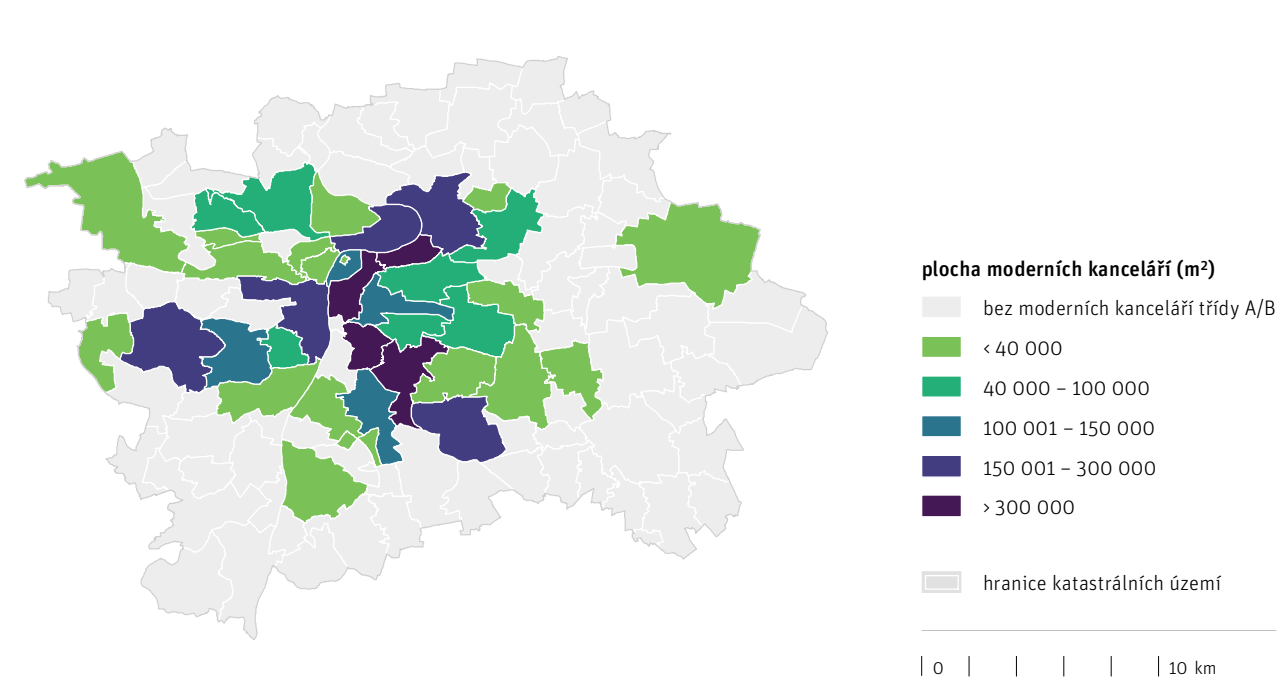 plocha moderních kanceláří (m²)
bez moderních kanceláří třídy A/B
< 40 000
40 000 – 100 000
100 001 – 150 000
150 001 – 300 000
> 300 000
hranice katastrálních území
0 10 km